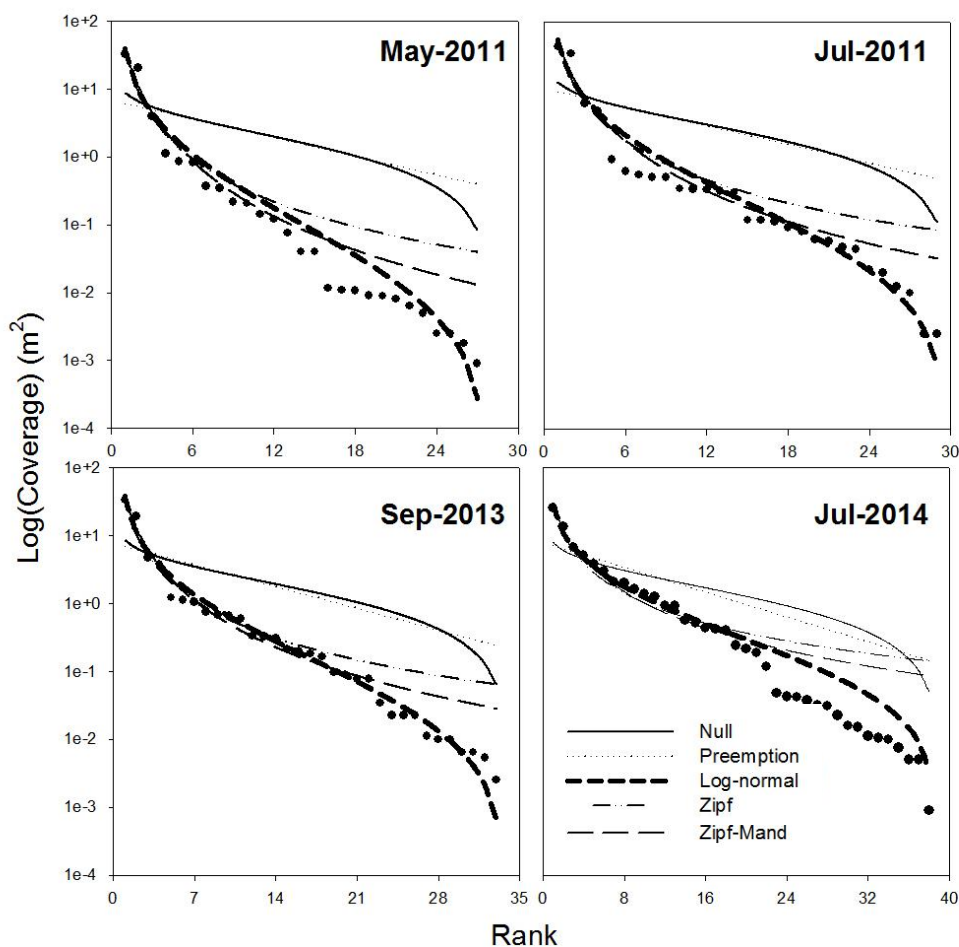 Log(Coverage) (m²)
May-2011
1e+2
1e+1
1e+0
1e-1
1e-2
1e-3
1e-4
0 6 12 18 24 30
Jul-2011
0 6 12 18 24 30
Sep-2013
1e+2
1e+1
1e+0
1e-1
1e-2
1e-3
1e-4
0 7 14 21 28 35
Jul-2014
Null
Preemption
Log-normal
Zipf
Zipf-Mand
0 8 16 24 32 40
Rank